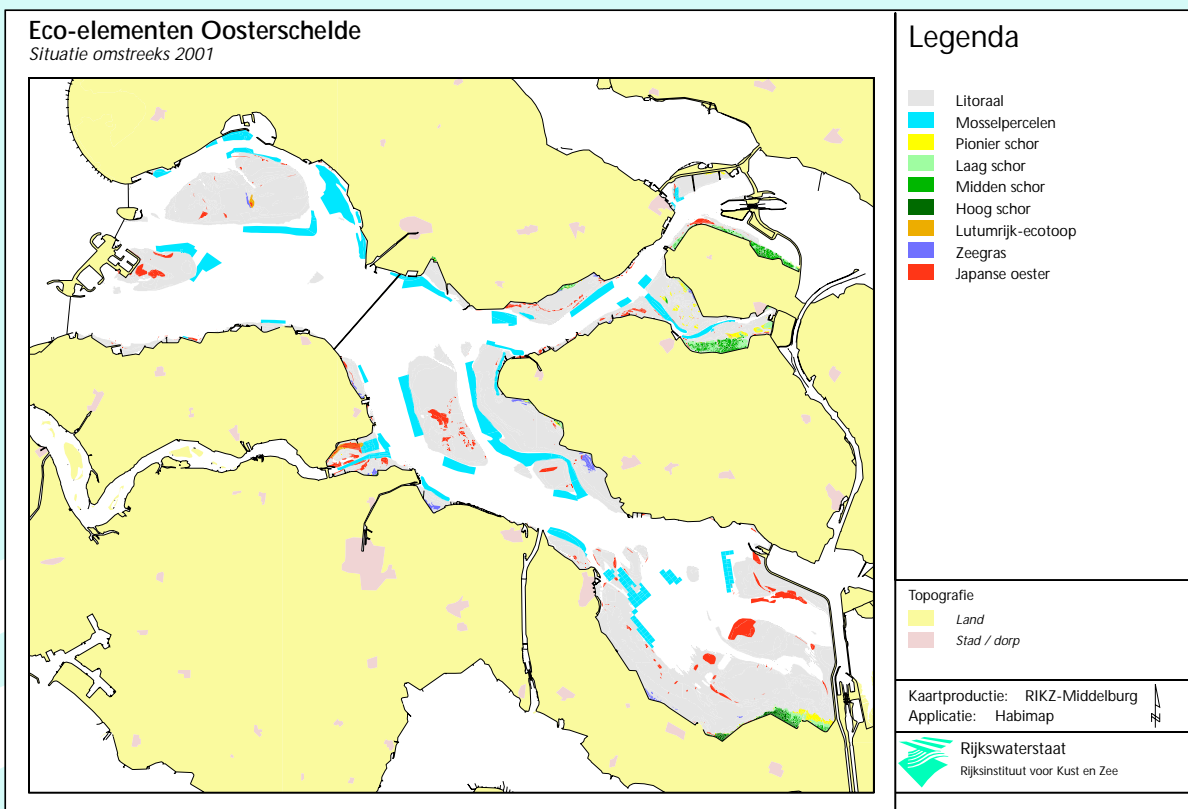 Eco-elementen Oosterschelde
Situatie omstreeks 2001
Legenda
Litoraal
Mosselpercelen
Pionier schor
Laag schor
Midden schor
Hoog schor
Lutumrijk-ecotoop
Zeegras
Japanse oester
Topografie
Land
Stad / dorp
Kaartproductie: RIKZ-Middelburg
Applicatie: Habimap
N
Rijkswaterstaat
Rijksinstituut voor Kust en Zee